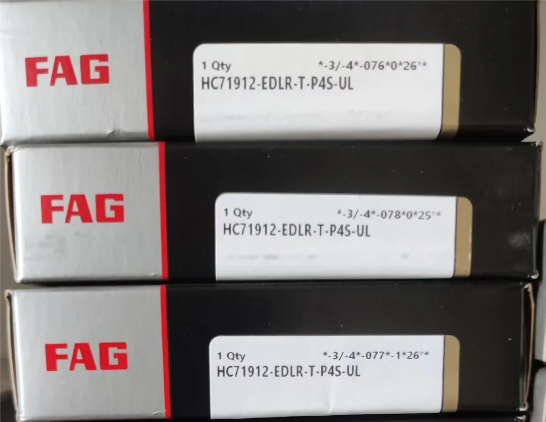 FAG
1 Qty *-3/-4*-076*0*26°*
HC71912-EDLR-T-P4S-UL
FAG
1 Qty *-3/-4*-078*0*25°*
HC71912-EDLR-T-P4S-UL
FAG
1 Qty *-3/-4*-077*-1*26°*
HC71912-EDLR-T-P4S-UL